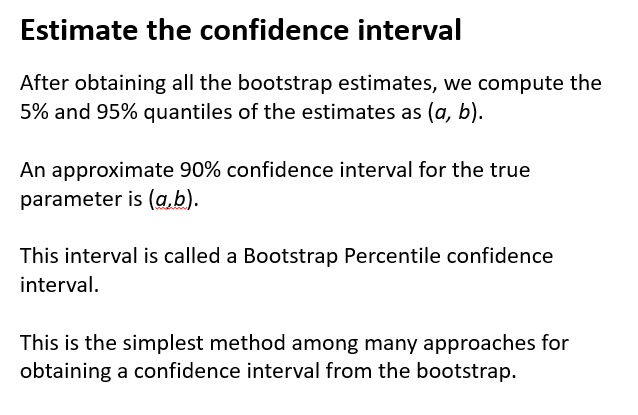 Estimate the confidence interval
After obtaining all the bootstrap estimates, we compute the
5% and 95% quantiles of the estimates as (a, b).
An approximate 90% confidence interval for the true
parameter is (a,b).
This interval is called a Bootstrap Percentile confidence
interval.
This is the simplest method among many approaches for
obtaining a confidence interval from the bootstrap.